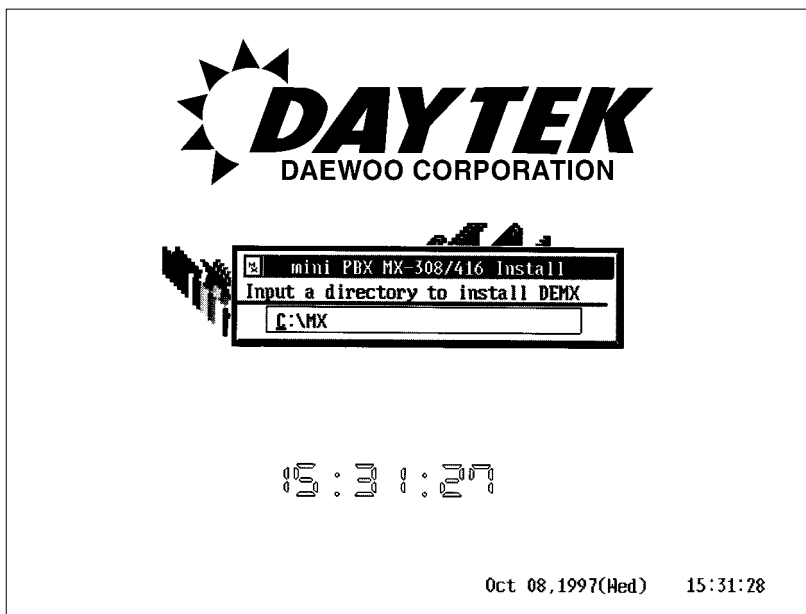 DAYTEK
DAEWOO CORPORATION
mini PBX MX-308/416 Install
Input a directory to install DEMX
C:\MX
15:31:27
Oct 08,1997(Wed) 15:31:28